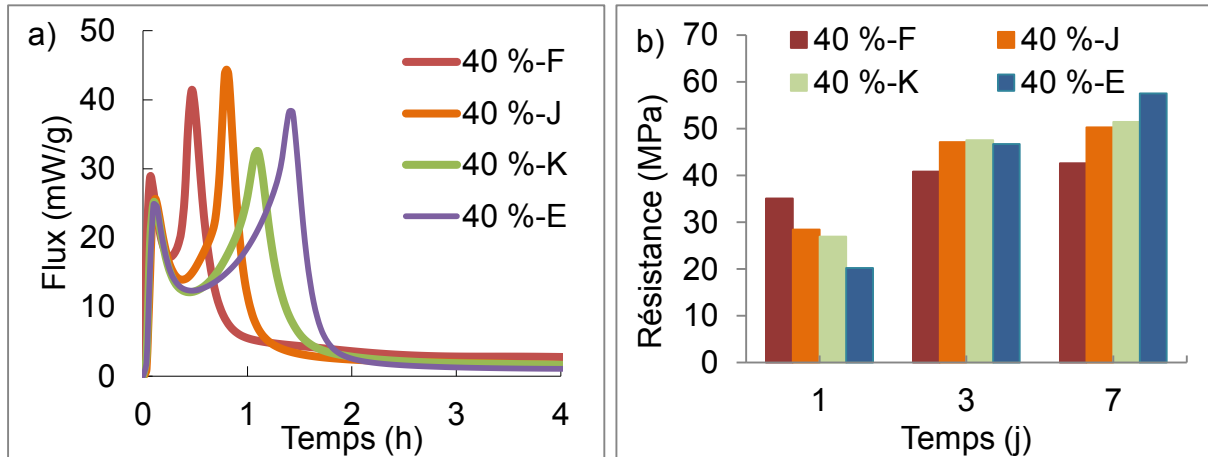 a)
Flux (mW/g)
50
40
30
20
10
0
40 %-F
40 %-J
40 %-K
40 %-E
0 1 2 3 4
Temps (h)
b)
Résistance (MPa)
70
60
50
40
30
20
10
0
40 %-F 40 %-J
40 %-K 40 %-E
1 3 7
Temps (j)